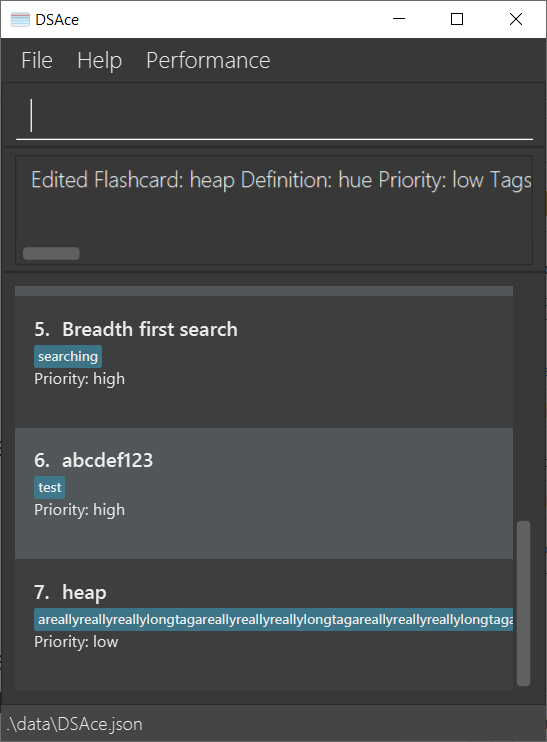 DSAce
File Help Performance
Edited Flashcard: heap Definition: hue Priority: low Tags
5. Breadth first search
searching
Priority: high
6. abcdef123
test
Priority: high
7. heap
areallyreallyreallylongtagareallyreallyreallylongtagareallyreallyreallylongtaga
Priority: low
.\data\DSAce.json